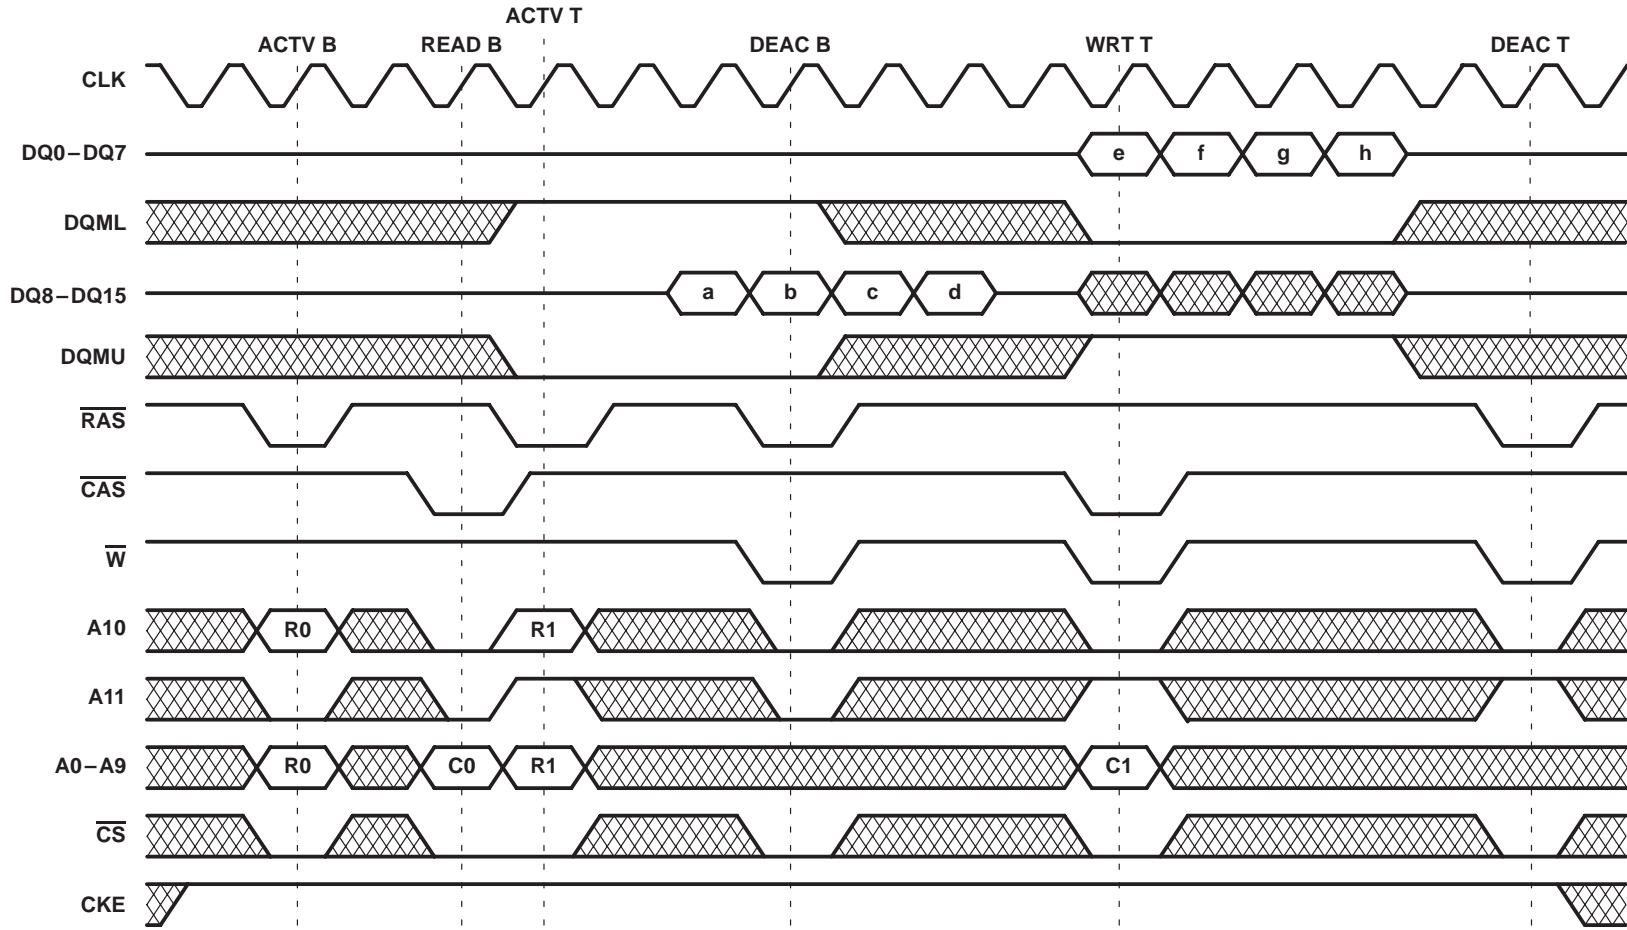 ACTV T
ACTV B READ B DEAC B WRT T DEAC T
CLK
DQ0–DQ7 e f g h
DQML
DQ8–DQ15 a b c d
DQMU
RAS
CAS
W
A10 R0 R1
A11
A0–A9 R0 C0 R1 C1
CS
CKE